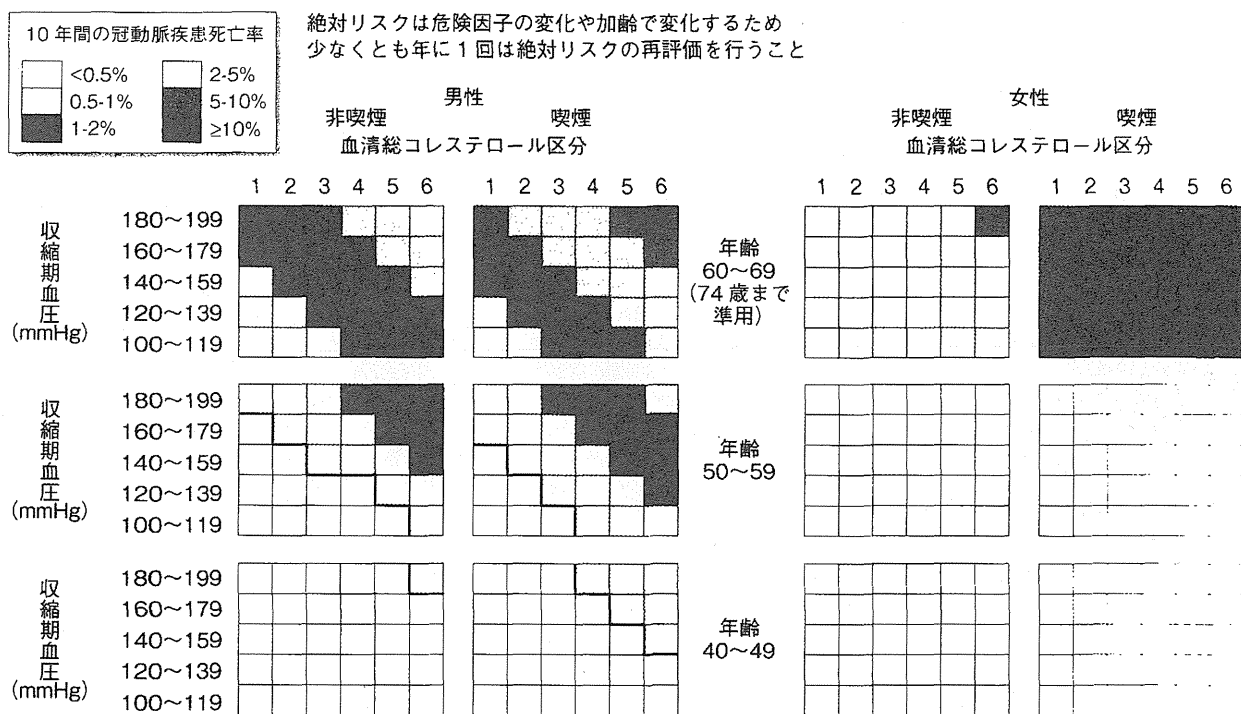 10 年間の冠動脈疾患死亡率
<0.5%
0.5-1%
1-2%
2-5%
5-10%
≥10%
絶対リスクは危険因子の変化や加齢で変化するため
少なくとも年に 1 回は絶対リスクの再評価を行うこと
男性
非喫煙 喫煙
血清総コレステロール区分
女性
非喫煙 喫煙
血清総コレステロール区分
1 2 3 4 5 6 1 2 3 4 5 6 1 2 3 4 5 6 1 2 3 4 5 6
収縮期血圧
(mmHg)
180～199
160～179
140～159
120～139
100～119
年齢
60～69
(74 歳まで
準用)
収縮期血圧
(mmHg)
180～199
160～179
140～159
120～139
100～119
年齢
50～59
収縮期血圧
(mmHg)
180～199
160～179
140～159
120～139
100～119
年齢
40～49